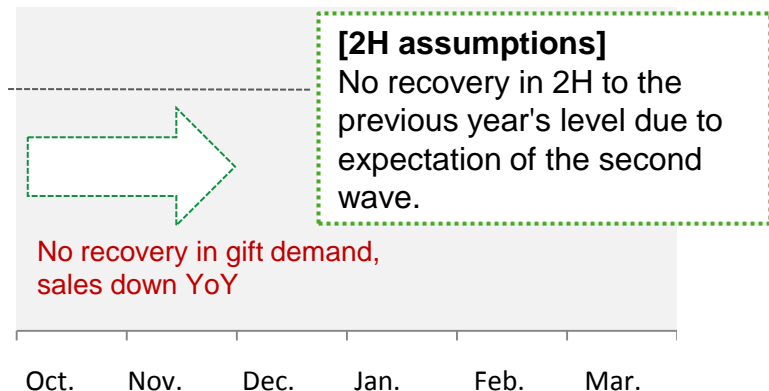 [2H assumptions]
No recovery in 2H to the
previous year's level due to
expectation of the second
wave.
No recovery in gift demand,
sales down YoY
Oct. Nov. Dec. Jan. Feb. Mar.